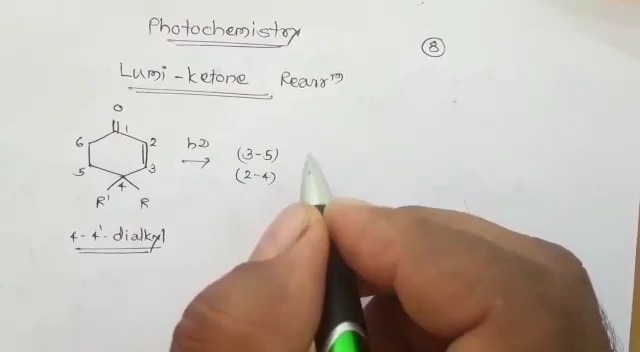 Photochemistry
8
Lumi-ketone Rearrⁿ
O
1
6 2
5 3
4
R' R
hν
(3-5)
(2-4)
4-4'-dialkyl